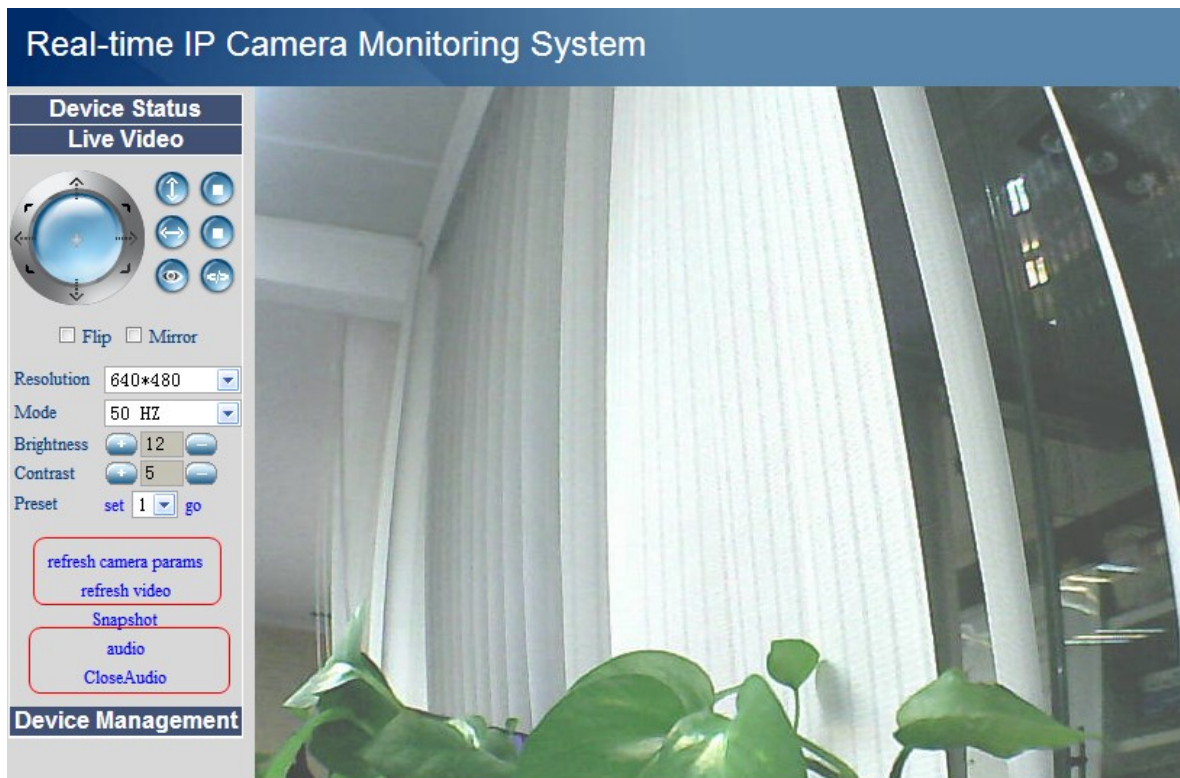 Real-time IP Camera Monitoring System
Device Status
Live Video
Flip Mirror
Resolution 640*480
Mode 50 HZ
Brightness + 12 -
Contrast + 5 -
Preset set 1 go
refresh camera params
refresh video
Snapshot
audio
CloseAudio
Device Management